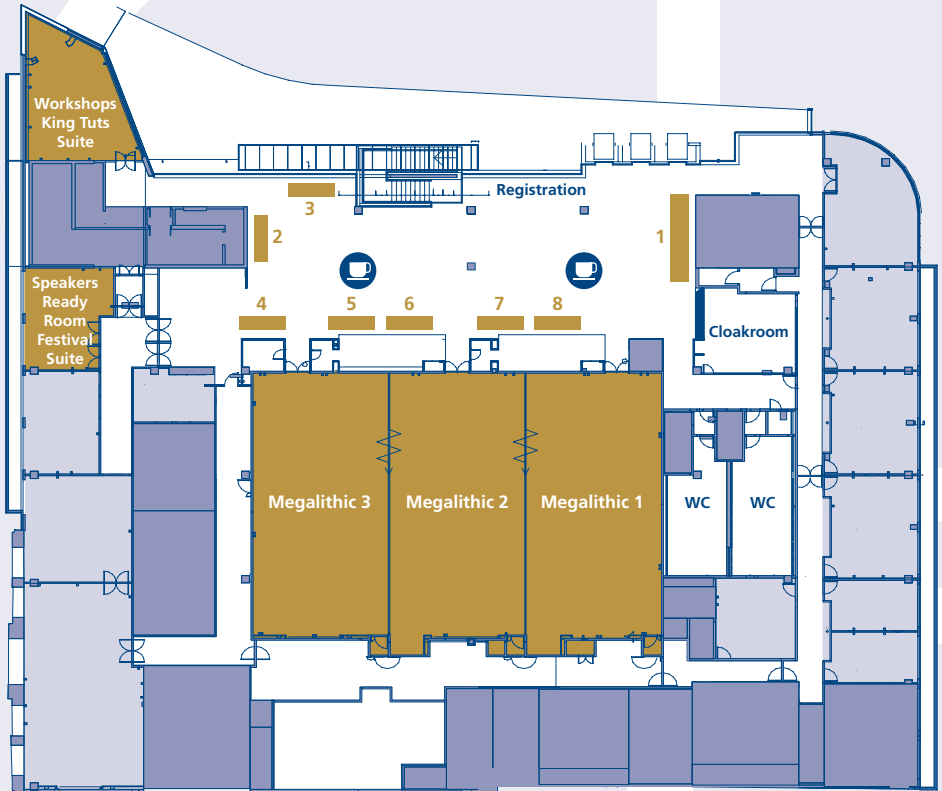 Workshops
King Tuts
Suite
Registration
3
2
1
Speakers
Ready
Room
Festival
Suite
4
5
6
7
8
Cloakroom
Megalithic 3
Megalithic 2
Megalithic 1
WC
WC